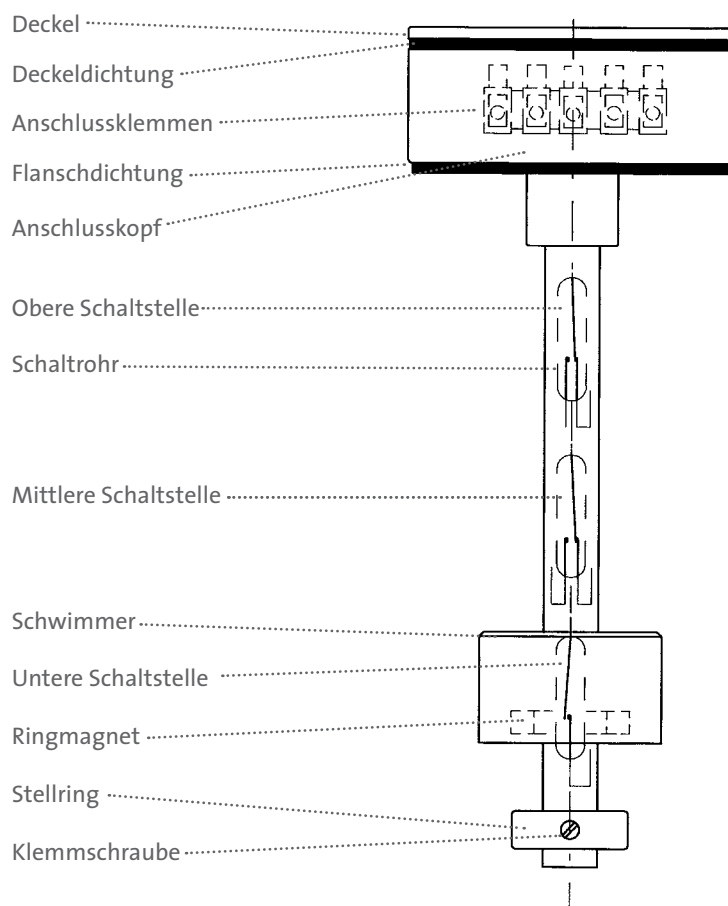 Deckel
Deckeldichtung
Anschlussklemmen
Flanschdichtung
Anschlusskopf
Obere Schaltstelle
Schaltrohr
Mittlere Schaltstelle
Schwimmer
Untere Schaltstelle
Ringmagnet
Stellring
Klemmschraube